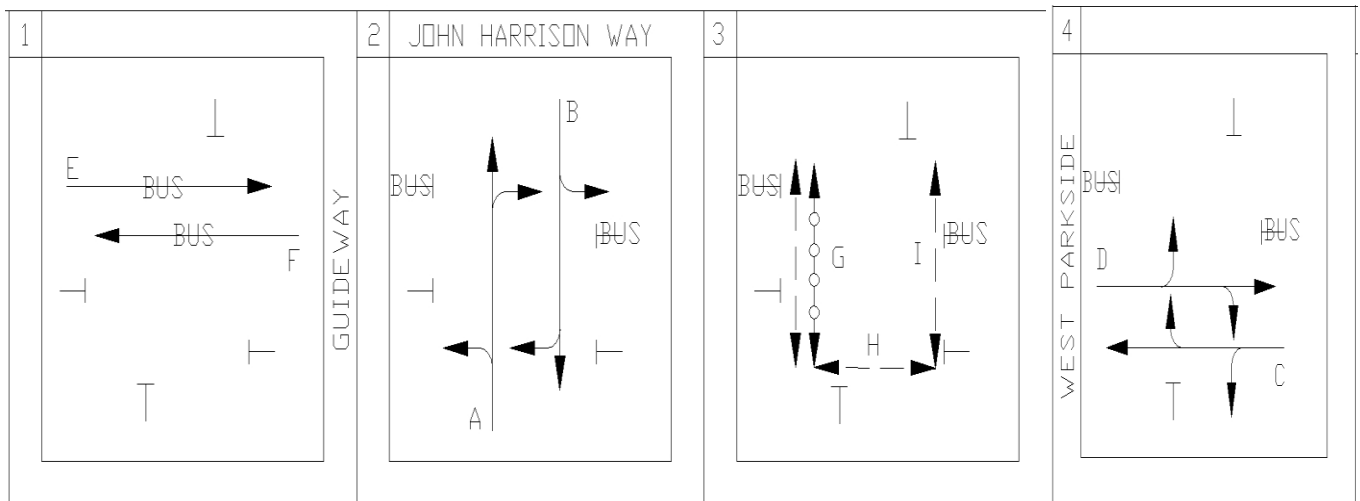 1
E
BUS
BUS
F
GUIDEWAY
2 JOHN HARRISON WAY
B
BUS
BUS
A
3
BUS
G
I
BUS
H
4
WEST PARKSIDE
BUS
BUS
D
C